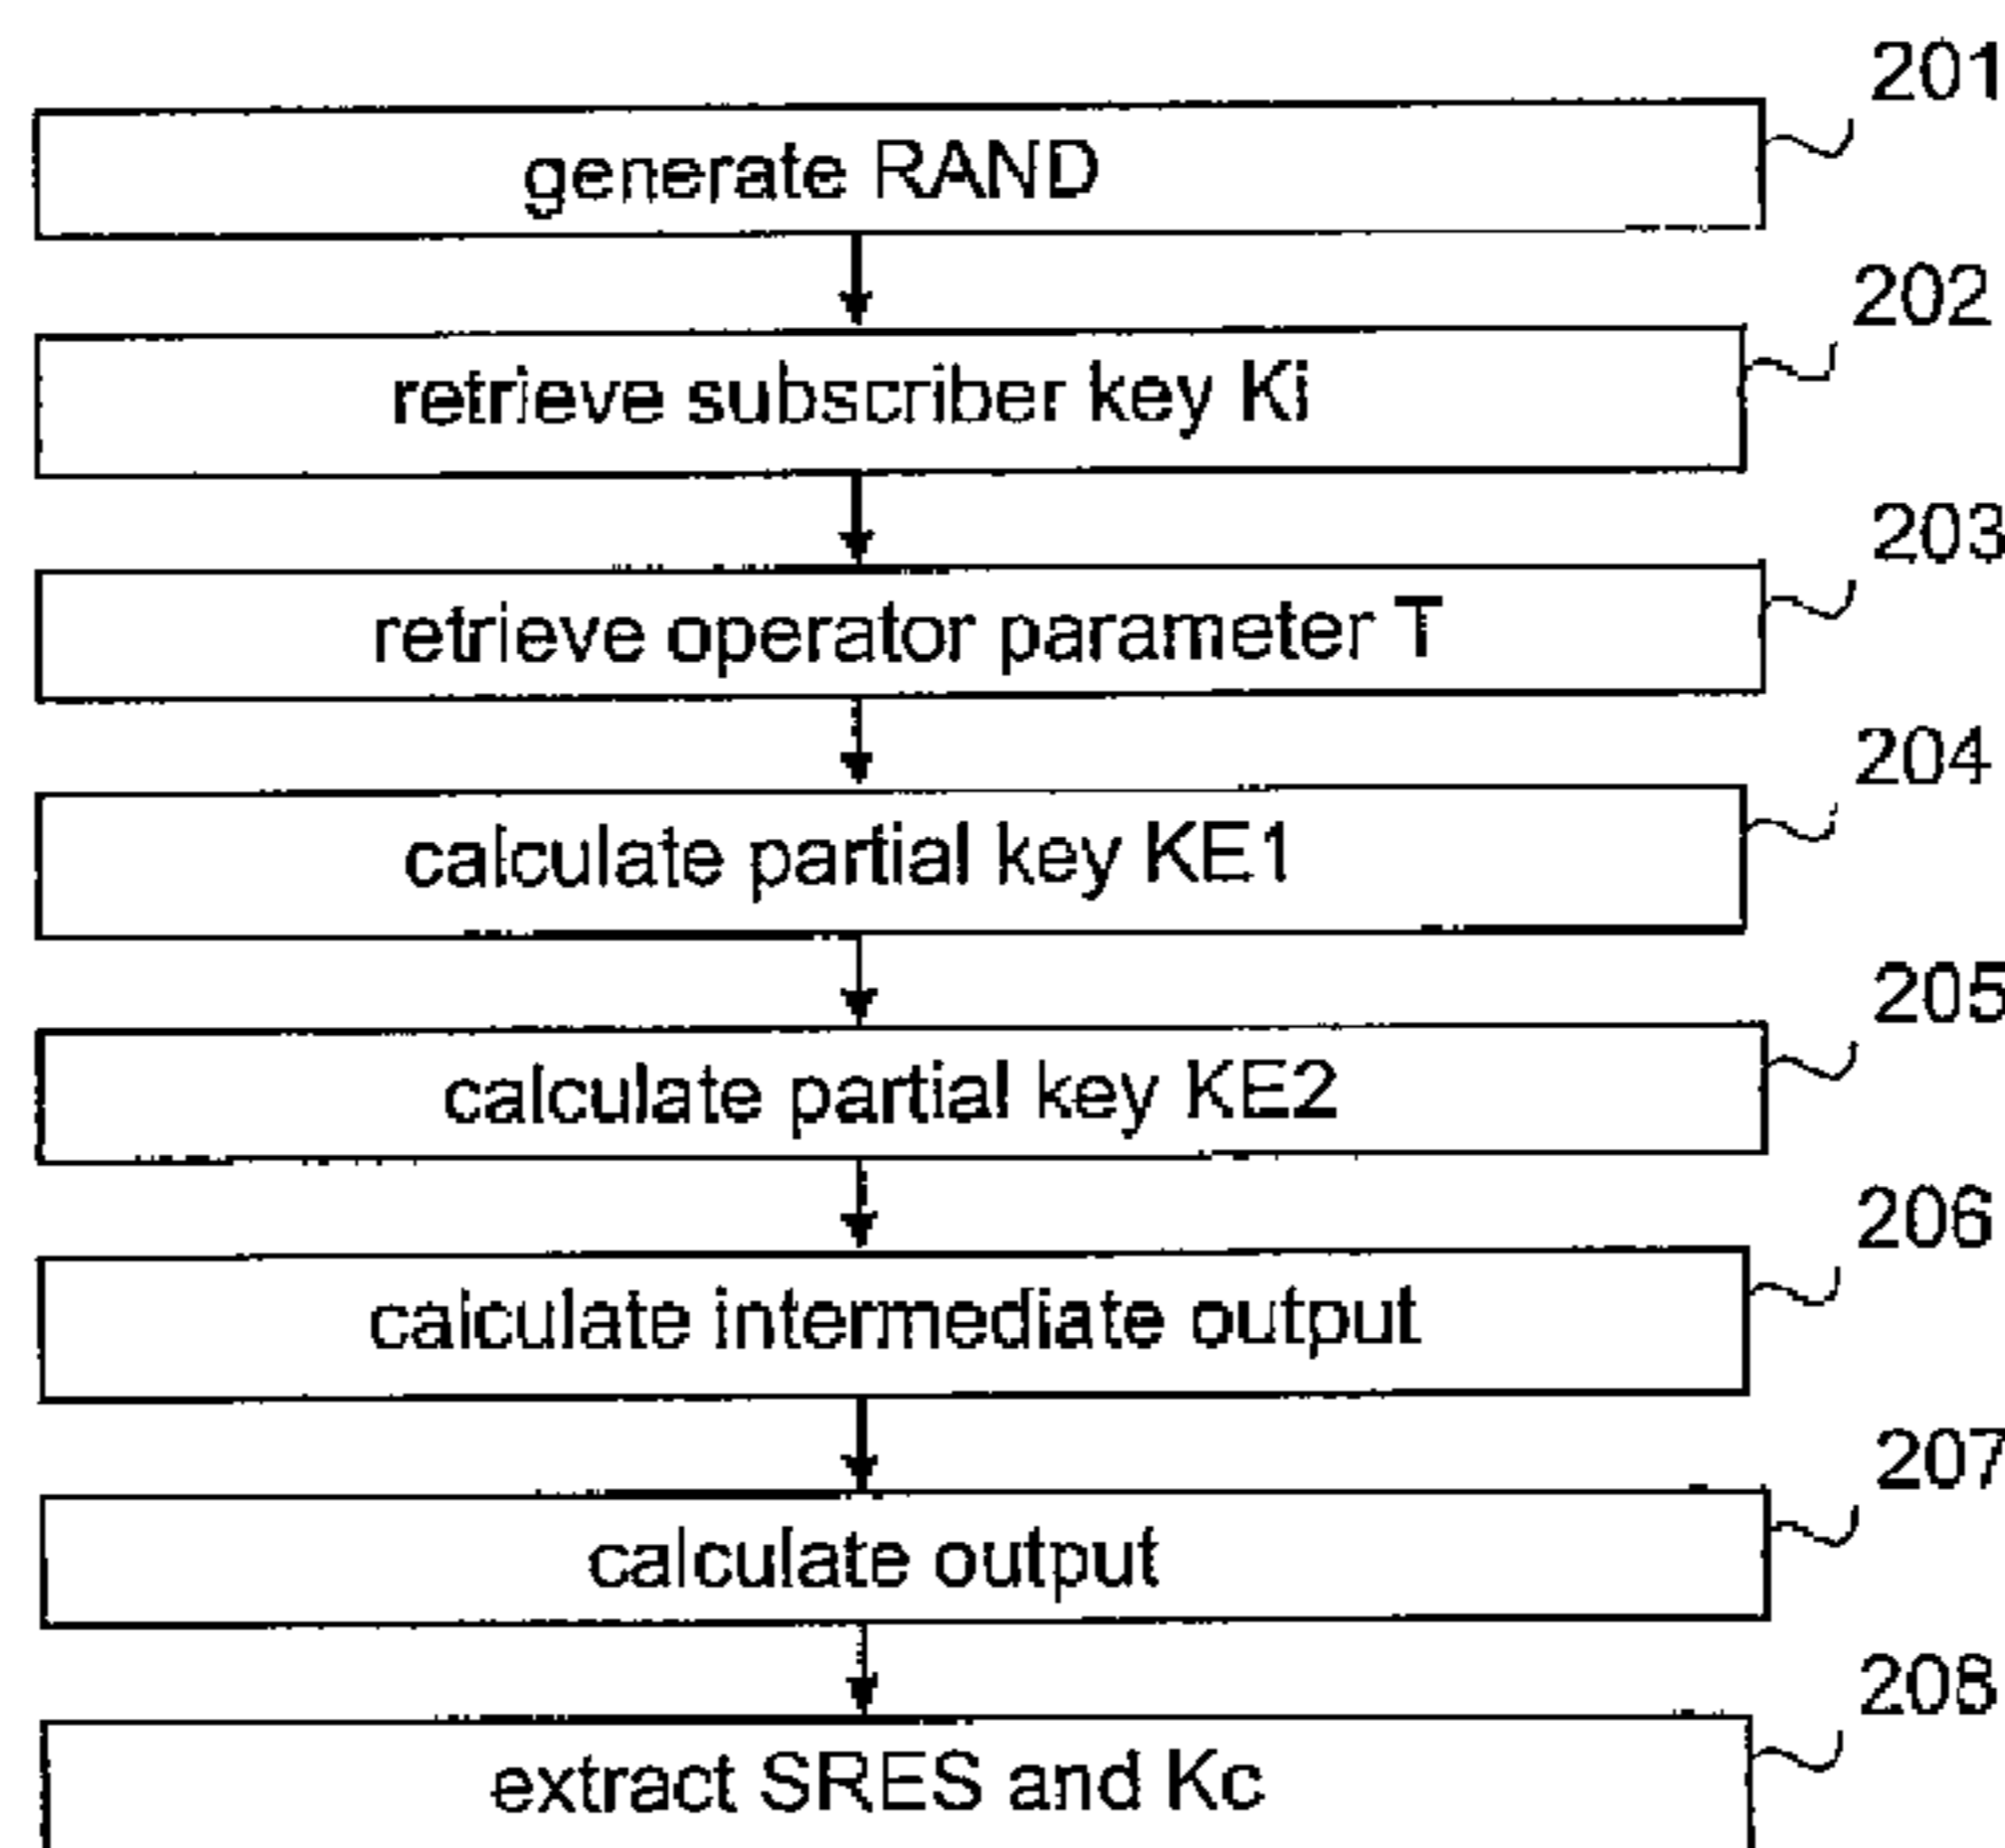 201
generate RAND
202
retrieve subscriber key Ki
203
retrieve operator parameter T
204
calculate partial key KE1
205
calculate partial key KE2
206
calculate intermediate output
207
calculate output
208
extract SRES and Kc